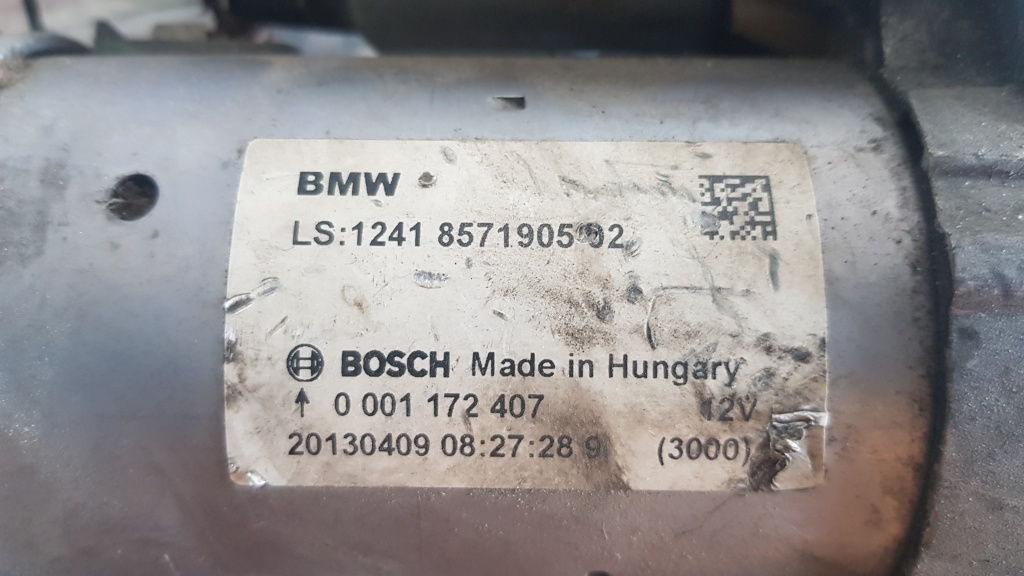 BMW
LS:1241 8571905 02
BOSCH Made in Hungary
↑ 0 001 172 407 12V
20130409 08:27:28 9 (3000)